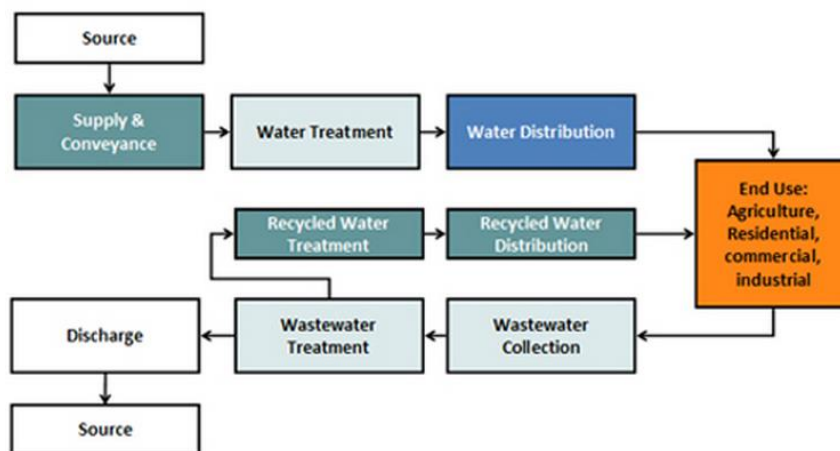 Source
Supply &
Conveyance
Water Treatment
Water Distribution
End Use:
Agriculture,
Residential,
commercial,
industrial
Recycled Water
Treatment
Recycled Water
Distribution
Discharge
Wastewater
Treatment
Wastewater
Collection
Source